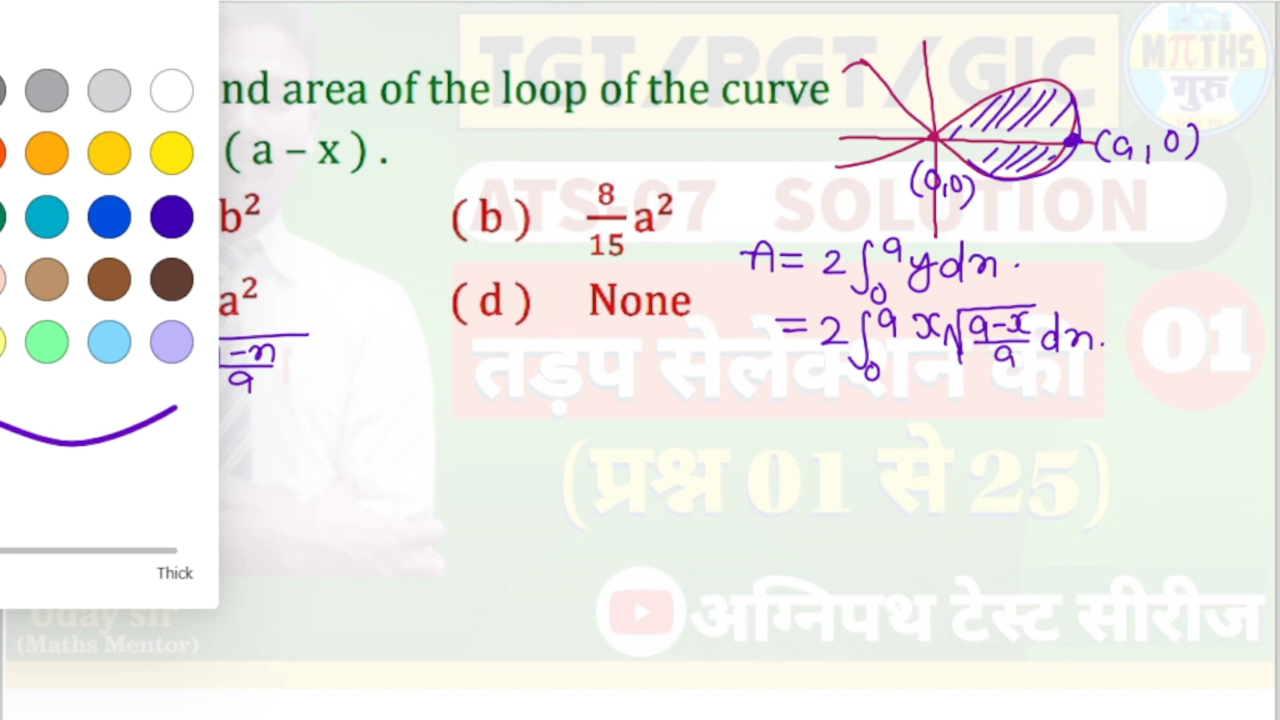 TGT/PGT/GIC
MπTHS
गुरु
nd area of the loop of the curve
( a – x ) .
(a, 0)
(0,0)
ATS-07 SOLUTION
b²
( b ) 8/15 a²
A = 2∫₀ᵃ ydx.
a²
( d ) None
= 2∫₀ᵃ x√((a-x)/a) dx.
01
तड़प सेलेक्शन की
-x
a
(प्रश्न 01 से 25)
Thick
अग्निपथ टेस्ट सीरीज
Uday sir
(Maths Mentor)